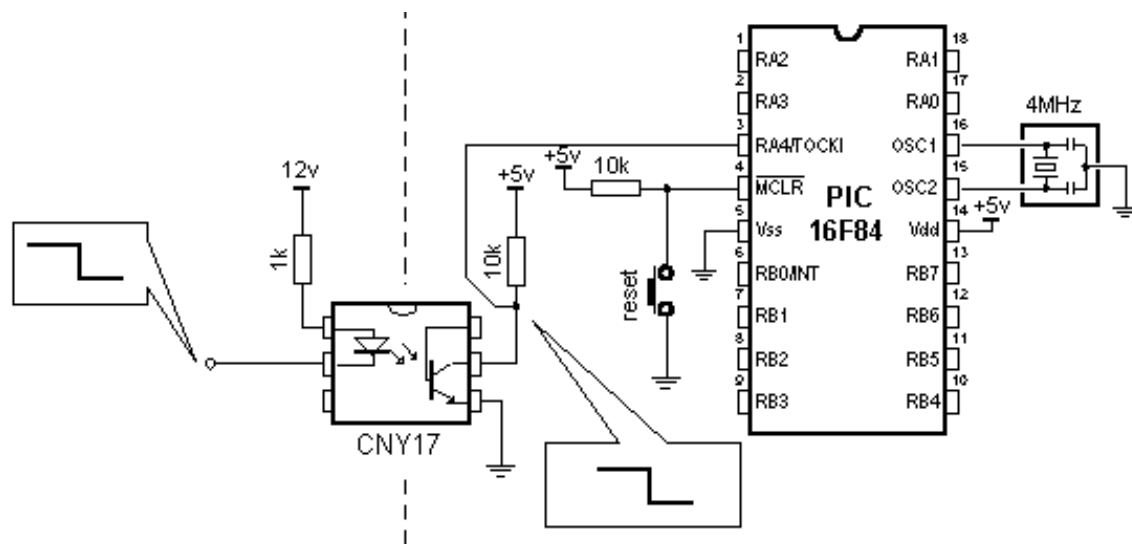 12v
1k
CNY17
+5v
10k
+5v
10k
reset
1
RA2
2
RA3
3
RA4/TOCKI
4
MCLR
5
Vss
6
RB0/INT
7
RB1
8
RB2
9
RB3
PIC
16F84
18
RA1
17
RA0
16
OSC1
15
OSC2
14
Vdd
13
RB7
12
RB6
11
RB5
10
RB4
4MHz
+5v